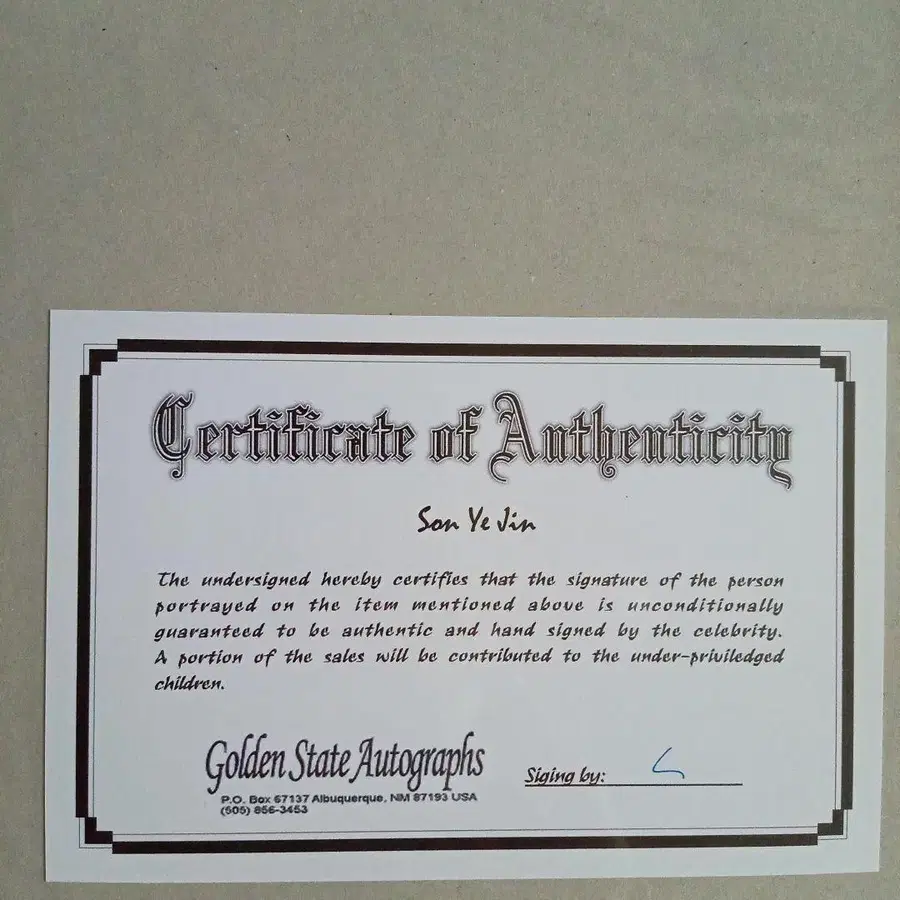 Certificate of Authenticity
Son Ye Jin
The undersigned hereby certifies that the signature of the person
portrayed on the item mentioned above is unconditionally
guaranteed to be authentic and hand signed by the celebrity.
A portion of the sales will be contributed to the under-priviledged
children.
Golden State Autographs
P.O. Box 67137 Albuquerque, NM 87193 USA
(505) 856-3453
Siging by: